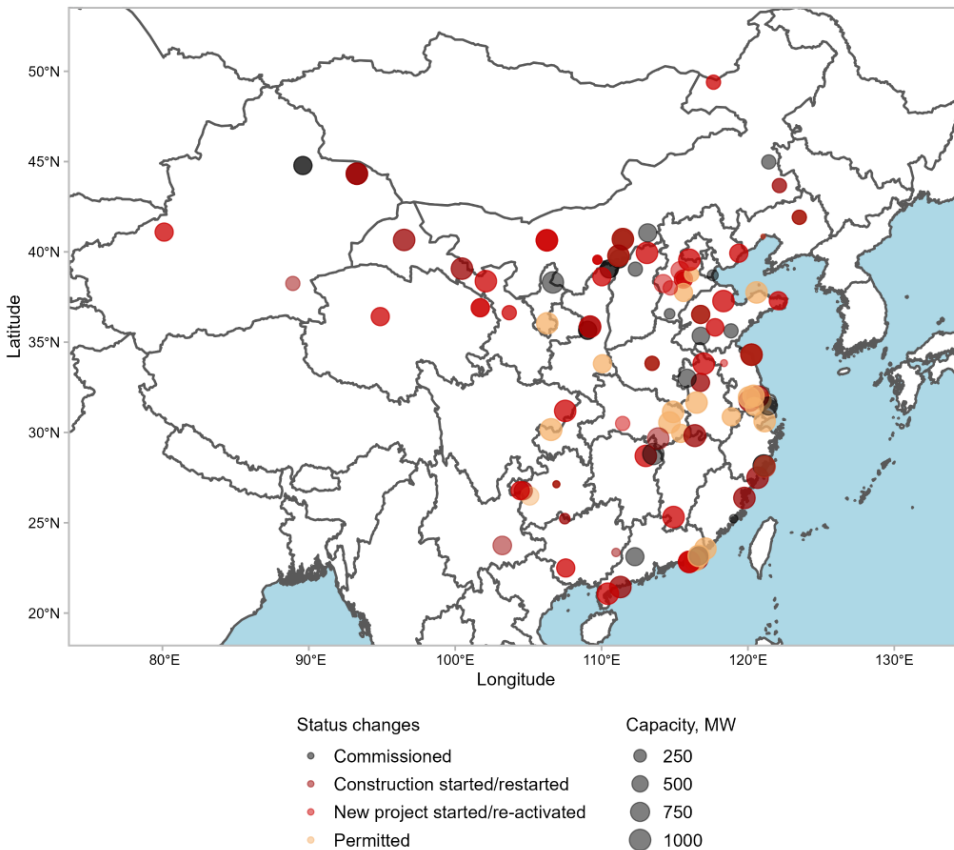 50°N
45°N
40°N
35°N
30°N
25°N
20°N
Latitude
80°E 90°E 100°E 110°E 120°E 130°E
Longitude
Status changes
Commissioned
Construction started/restarted
New project started/re-activated
Permitted
Capacity, MW
250
500
750
1000